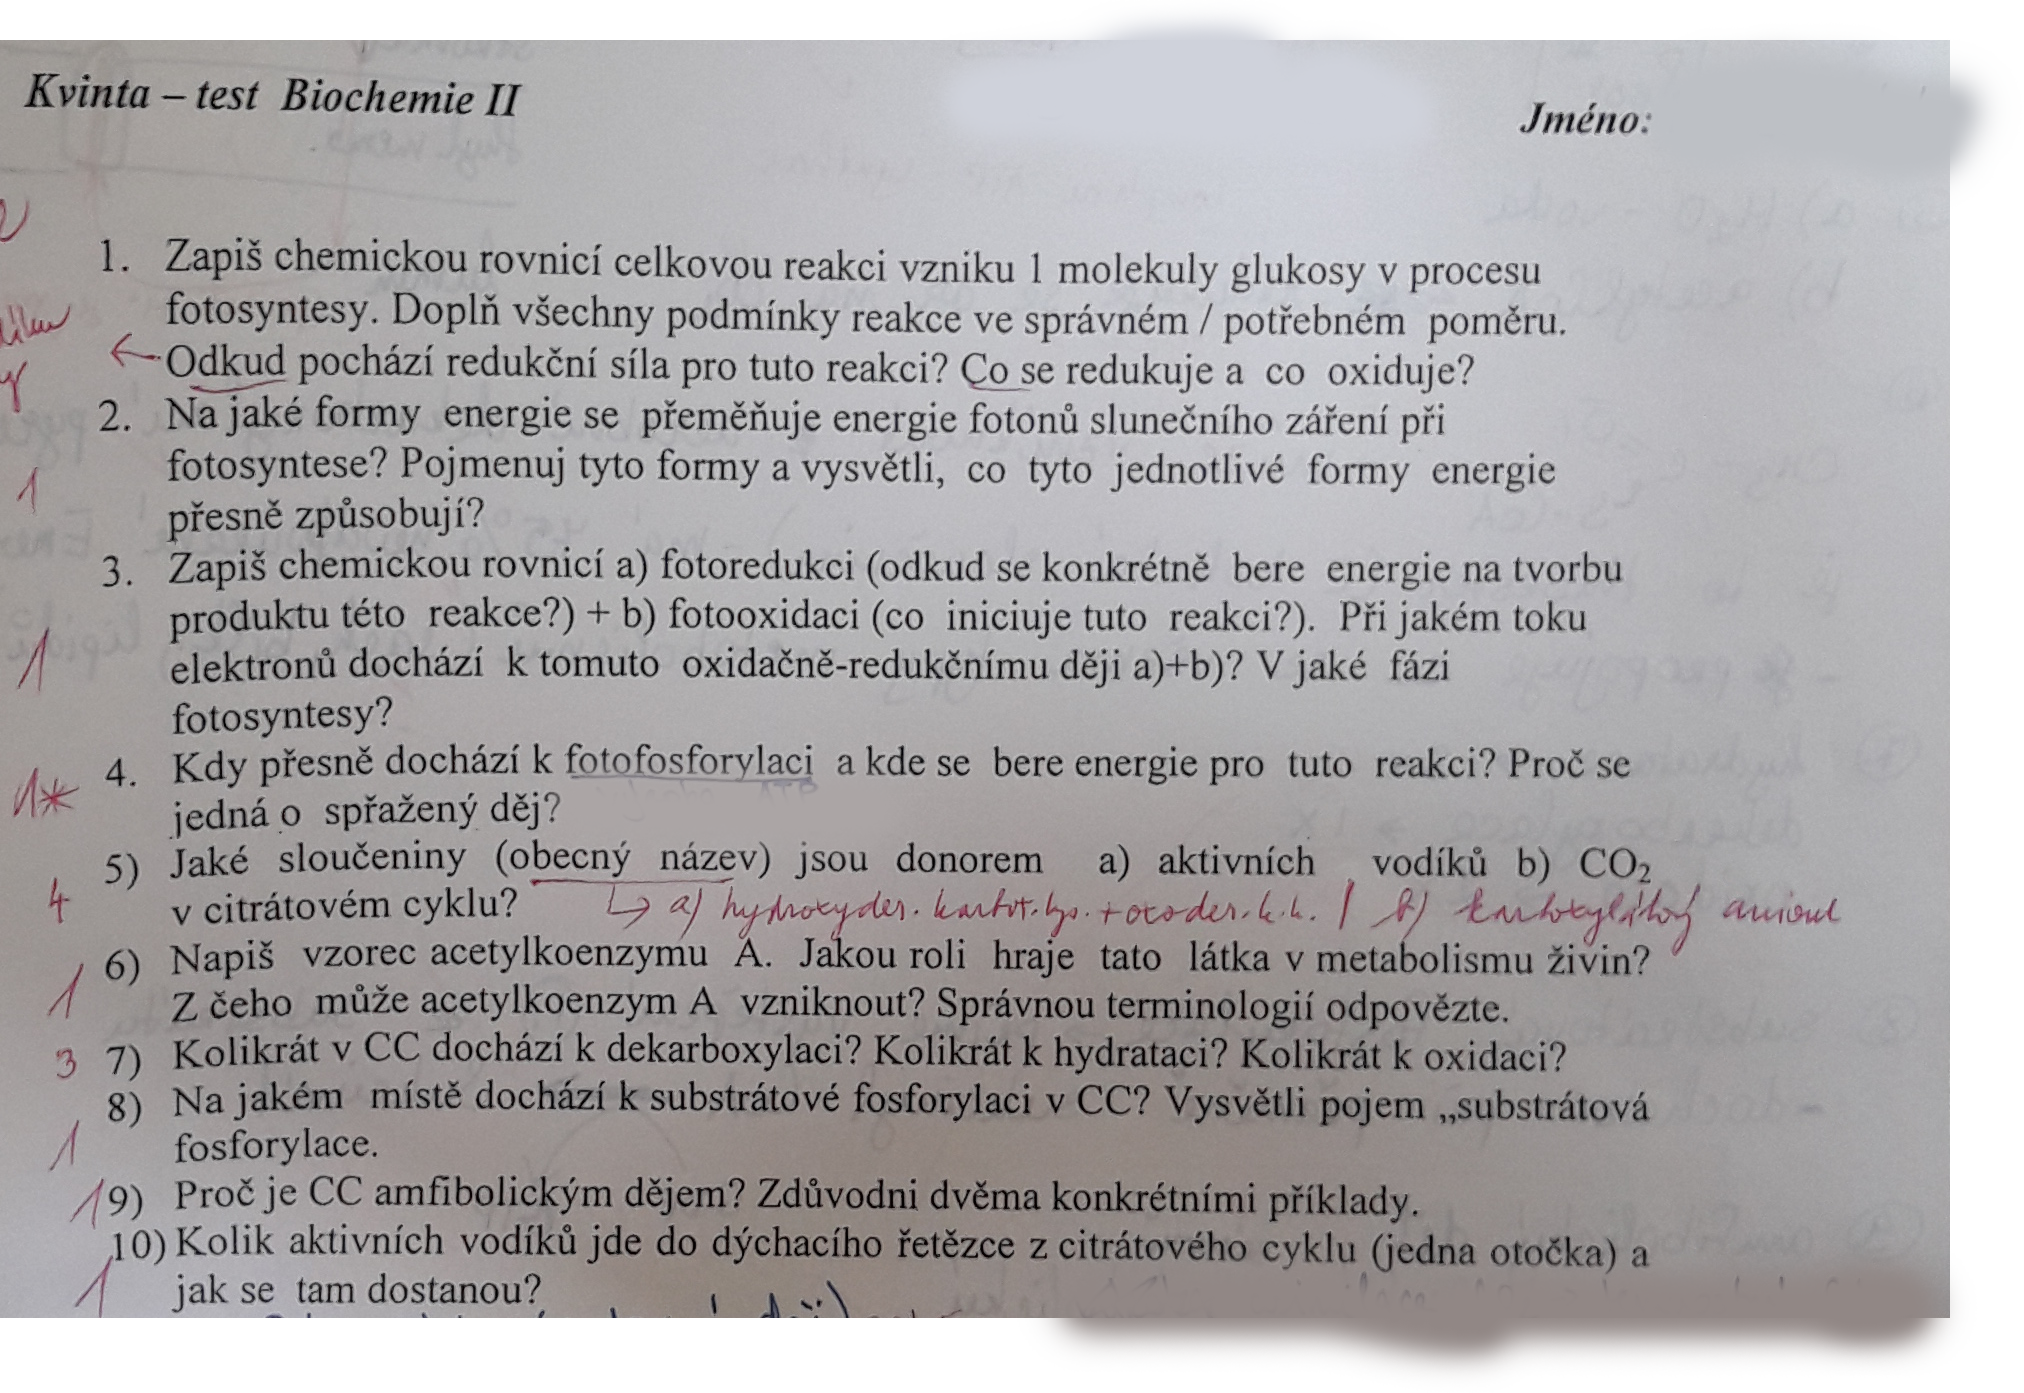 Kvinta – test Biochemie II
Jméno:
1. Zapiš chemickou rovnicí celkovou reakci vzniku 1 molekuly glukosy v procesu
fotosyntesy. Doplň všechny podmínky reakce ve správném / potřebném poměru.
Odkud pochází redukční síla pro tuto reakci? Co se redukuje a co oxiduje?
2. Na jaké formy energie se přeměňuje energie fotonů slunečního záření při
1 fotosyntese? Pojmenuj tyto formy a vysvětli, co tyto jednotlivé formy energie
přesně způsobují?
3. Zapiš chemickou rovnicí a) fotoredukci (odkud se konkrétně bere energie na tvorbu
produktu této reakce?) + b) fotooxidaci (co iniciuje tuto reakci?). Při jakém toku
1 elektronů dochází k tomuto oxidačně-redukčnímu ději a)+b)? V jaké fázi
fotosyntesy?
1* 4. Kdy přesně dochází k fotofosforylaci a kde se bere energie pro tuto reakci? Proč se
jedná o spřažený děj?
5) Jaké sloučeniny (obecný název) jsou donorem a) aktivních vodíků b) CO2
4 v citrátovém cyklu? a) hydroxyder. karbox. kys. + oxoder. k. k. / b) karboxylátový aniont
6) Napiš vzorec acetylkoenzymu A. Jakou roli hraje tato látka v metabolismu živin?
1 Z čeho může acetylkoenzym A vzniknout? Správnou terminologií odpovězte.
3 7) Kolikrát v CC dochází k dekarboxylaci? Kolikrát k hydrataci? Kolikrát k oxidaci?
8) Na jakém místě dochází k substrátové fosforylaci v CC? Vysvětli pojem „substrátová
1 fosforylace.
1 9) Proč je CC amfibolickým dějem? Zdůvodni dvěma konkrétními příklady.
10) Kolik aktivních vodíků jde do dýchacího řetězce z citrátového cyklu (jedna otočka) a
1 jak se tam dostanou?